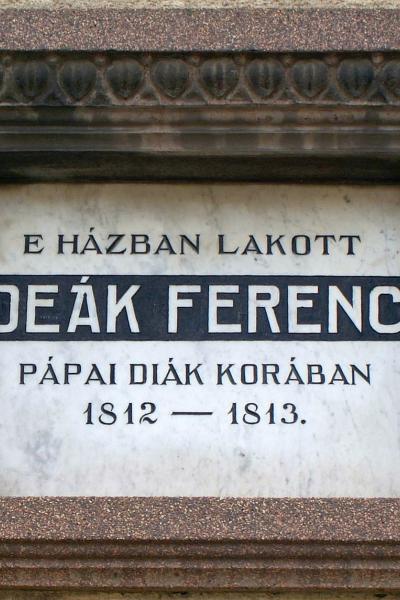 E HÁZBAN LAKOTT
DEÁK FERENC
PÁPAI DIÁK KORÁBAN
1812 — 1813.